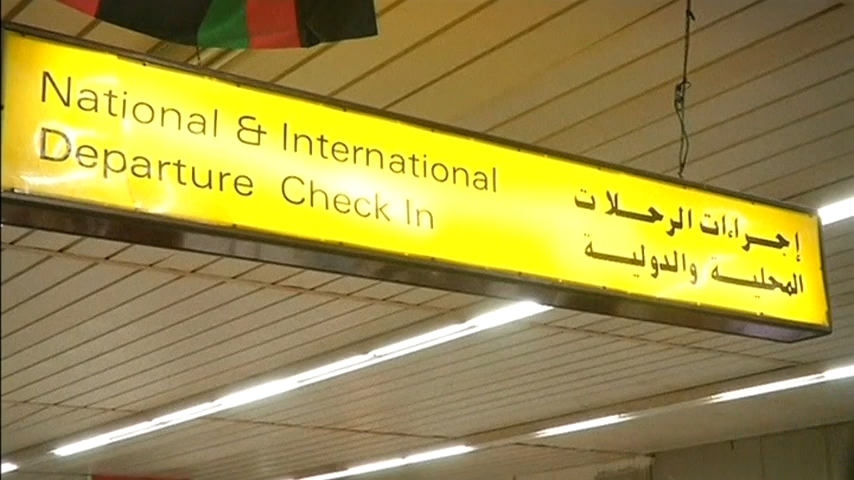 National & International
Departure Check In
إجراءات الرحلات
المحلية والدولية